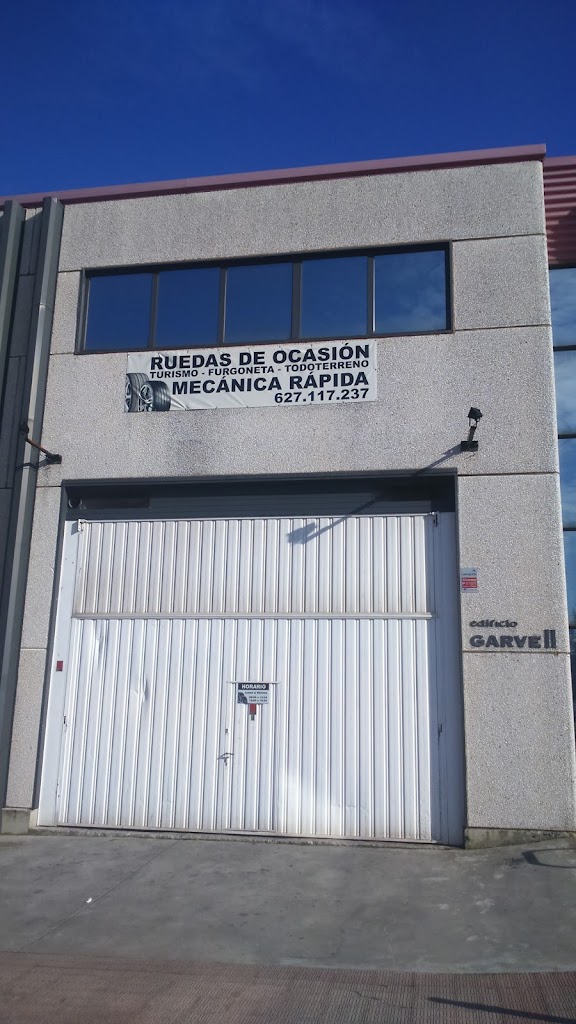 RUEDAS DE OCASIÓN
TURISMO - FURGONETA - TODOTERRENO
MECÁNICA RÁPIDA
627.117.237
edificio
GARVE II
HORARIO